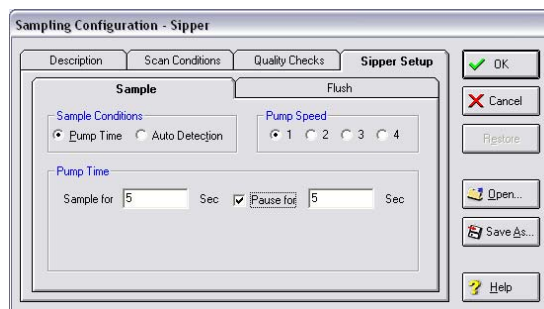 Sampling Configuration - Sipper
Description Scan Conditions Quality Checks Sipper Setup
Sample Flush
Sample Conditions
Pump Time Auto Detection
Pump Speed
1 2 3 4
Pump Time
Sample for 5 Sec Pause for 5 Sec
OK
Cancel
Restore
Open...
Save As...
Help